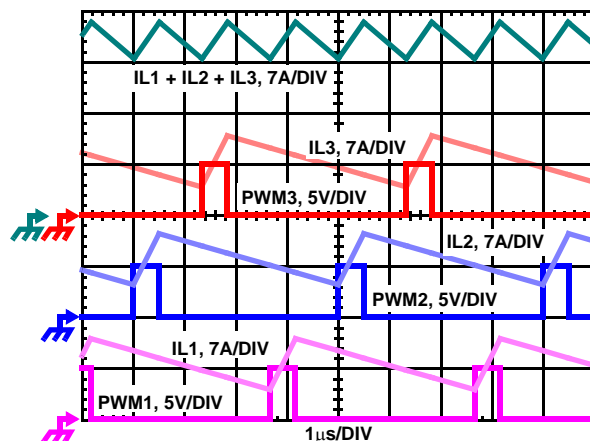 IL1 + IL2 + IL3, 7A/DIV
IL3, 7A/DIV
PWM3, 5V/DIV
IL2, 7A/DIV
PWM2, 5V/DIV
IL1, 7A/DIV
PWM1, 5V/DIV
1μs/DIV